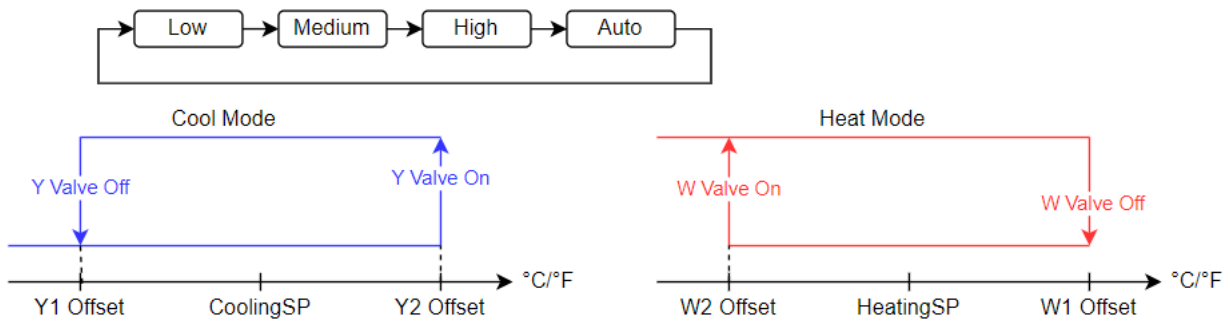 Low Medium High Auto
Cool Mode Heat Mode
Y Valve Off Y Valve On W Valve On W Valve Off
°C/°F °C/°F
Y1 Offset CoolingSP Y2 Offset W2 Offset HeatingSP W1 Offset